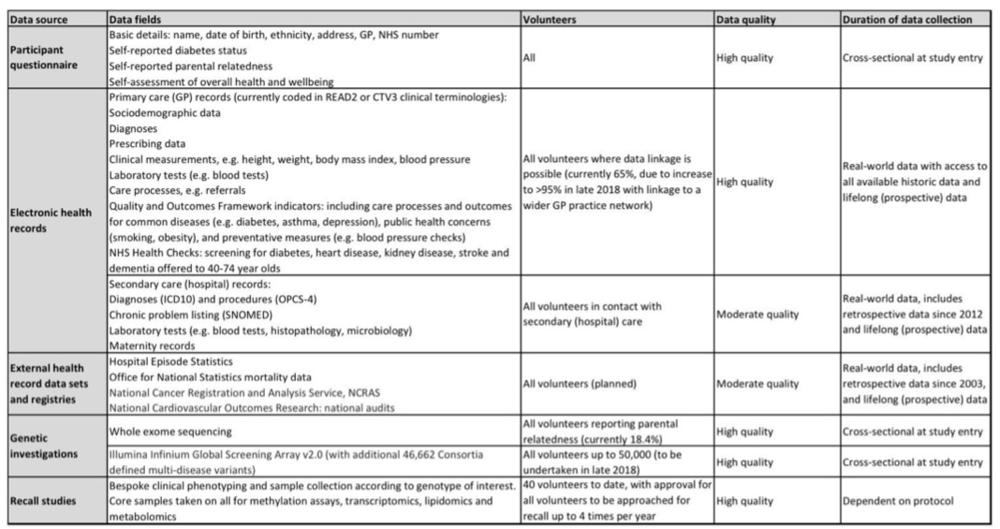 Data source Data fields Volunteers Data quality Duration of data collection
Participant
questionnaire
Basic details: name, date of birth, ethnicity, address, GP, NHS number
Self-reported diabetes status
Self-reported parental relatedness
Self-assessment of overall health and wellbeing
All
High quality
Cross-sectional at study entry
Electronic health
records
Primary care (GP) records (currently coded in READ2 or CTV3 clinical terminologies):
Sociodemographic data
Diagnoses
Prescribing data
Clinical measurements, e.g. height, weight, body mass index, blood pressure
Laboratory tests (e.g. blood tests)
Care processes, e.g. referrals
Quality and Outcomes Framework indicators: including care processes and outcomes
for common diseases (e.g. diabetes, asthma, depression), public health concerns
(smoking, obesity), and preventative measures (e.g. blood pressure checks)
NHS Health Checks: screening for diabetes, heart disease, kidney disease, stroke and
dementia offered to 40-74 year olds
All volunteers where data linkage is
possible (currently 65%, due to increase
to >95% in late 2018 with linkage to a
wider GP practice network)
High quality
Real-world data with access to
all available historic data and
lifelong (prospective) data
Secondary care (hospital) records:
Diagnoses (ICD10) and procedures (OPCS-4)
Chronic problem listing (SNOMED)
Laboratory tests (e.g. blood tests, histopathology, microbiology)
Maternity records
All volunteers in contact with
secondary (hospital) care
Moderate quality
Real-world data, includes
retrospective data since 2012
and lifelong (prospective) data
External health
record data sets
and registries
Hospital Episode Statistics
Office for National Statistics mortality data
National Cancer Registration and Analysis Service, NCRAS
National Cardiovascular Outcomes Research: national audits
All volunteers (planned)
Moderate quality
Real-world data, includes
retrospective data since 2003,
and lifelong (prospective) data
Genetic
investigations
Whole exome sequencing
All volunteers reporting parental
relatedness (currently 18.4%)
High quality
Cross-sectional at study entry
Illumina Infinium Global Screening Array v2.0 (with additional 46,662 Consortia
defined multi-disease variants)
All volunteers up to 50,000 (to be
undertaken in late 2018)
High quality
Cross-sectional at study entry
Recall studies
Bespoke clinical phenotyping and sample collection according to genotype of interest.
Core samples taken on all for methylation assays, transcriptomics, lipidomics and
metabolomics
40 volunteers to date, with approval for
all volunteers to be approached for
recall up to 4 times per year
High quality
Dependent on protocol